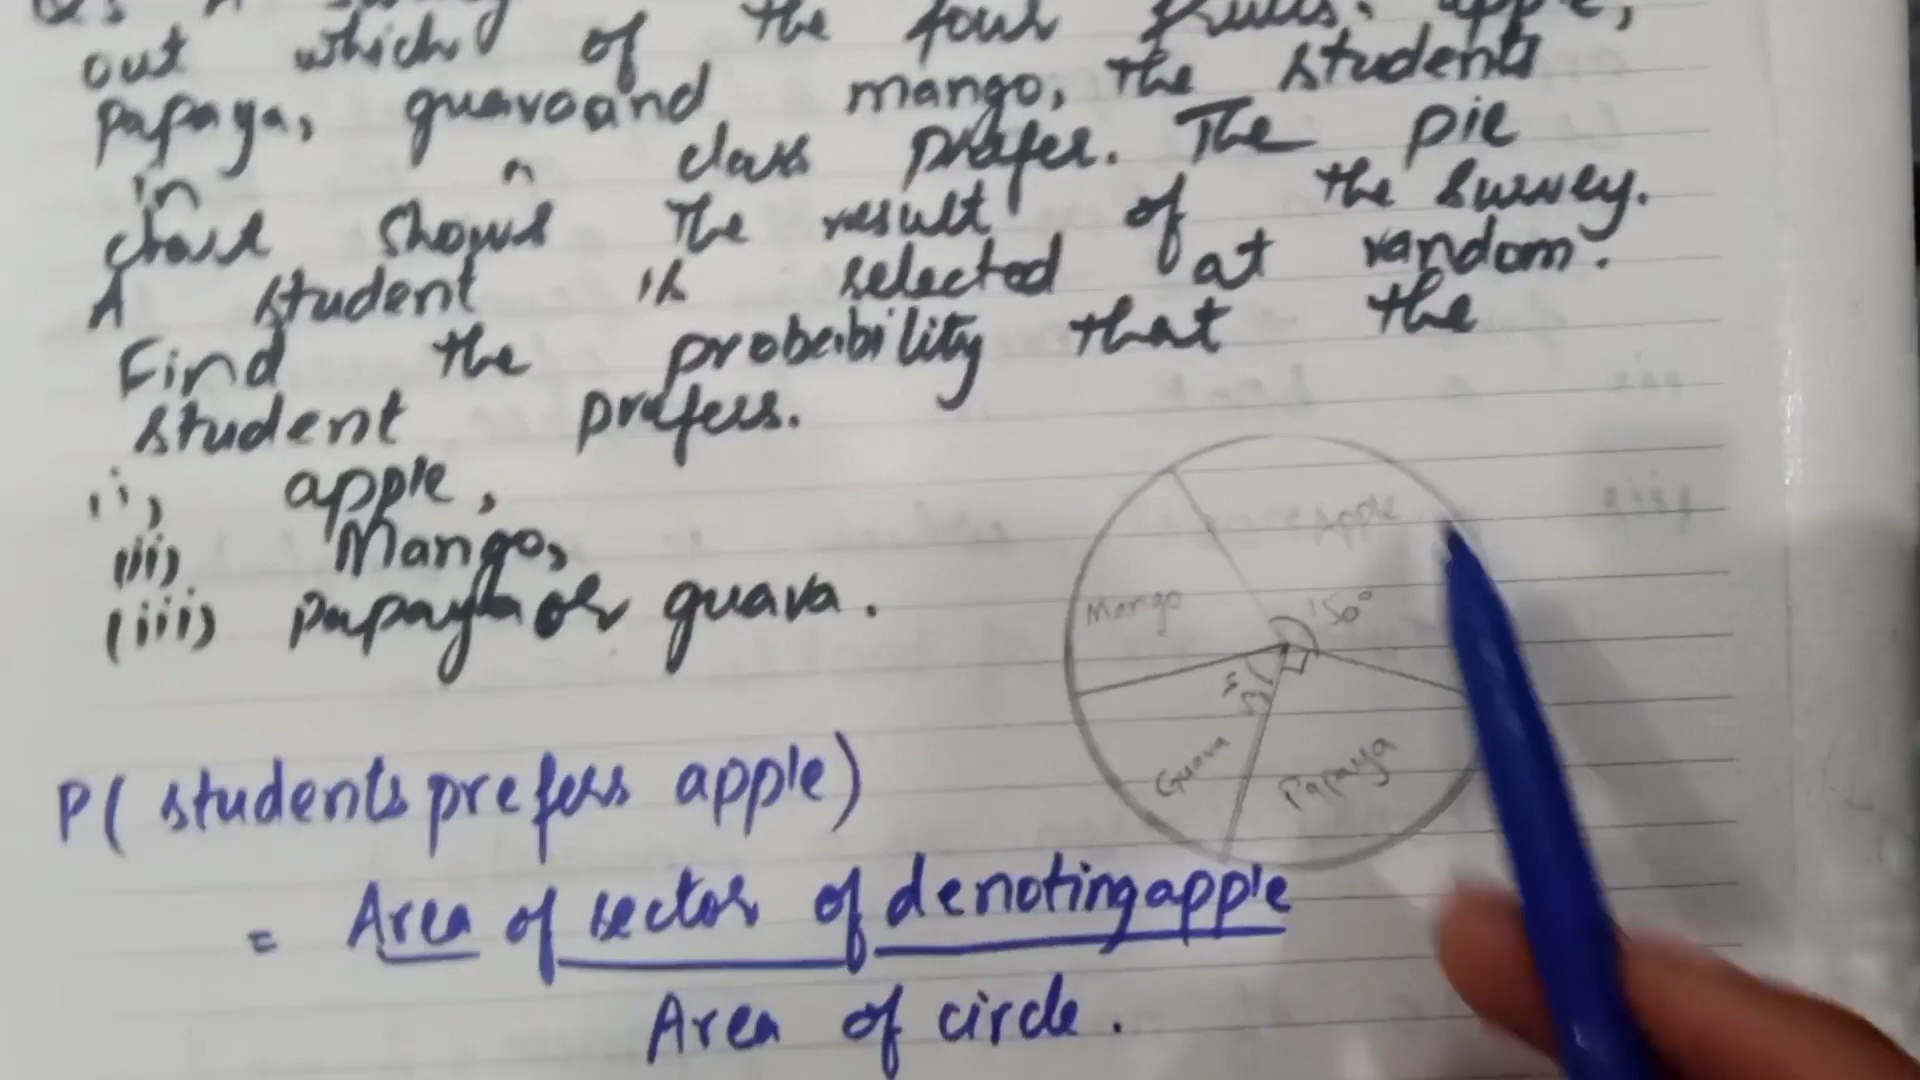 out which of the four fruits: apple,
papaya, guava and mango, the students
in a class prefer. The pie
chart shows the result of the survey.
A student is selected at random.
Find the probability that the
student prefers.
(i), apple,
(ii) Mango,
(iii) papaya or guava.
Apple
Mango
150°
Guava
Papaya
P( students prefers apple)
= Area of sector of denoting apple
Area of circle.